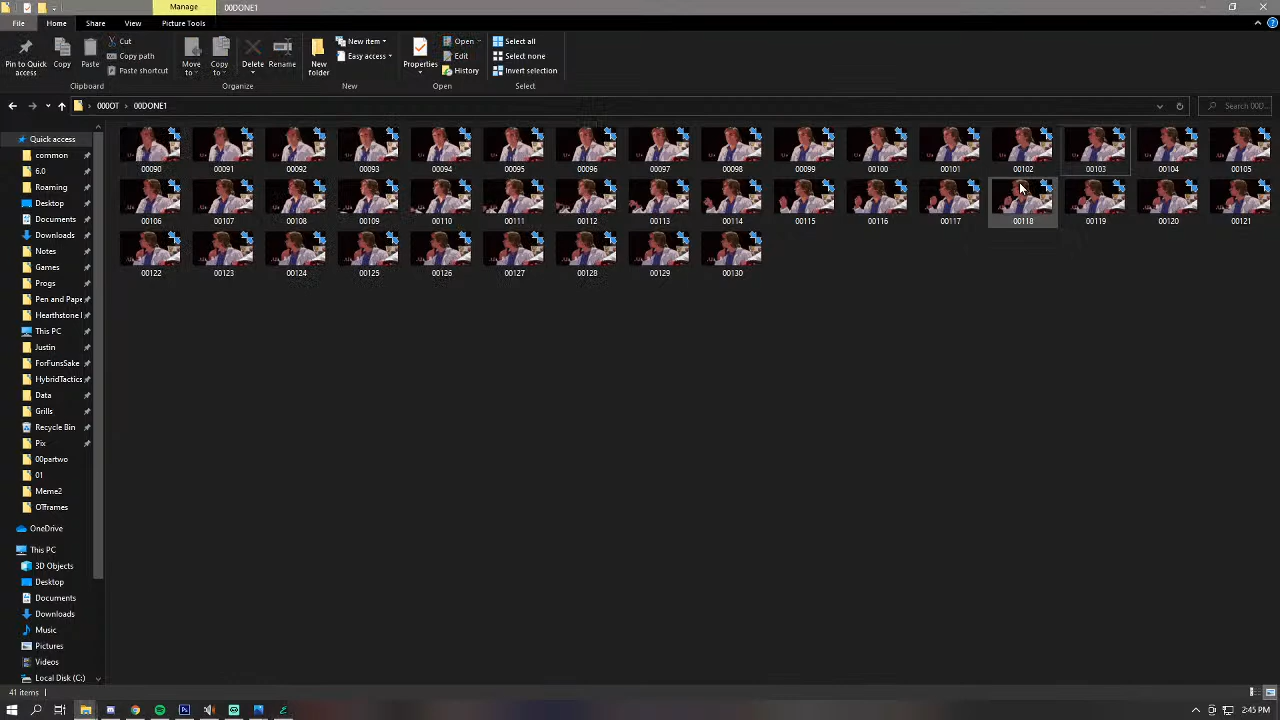 Manage
00DONE1
File
Home
Share
View
Picture Tools
Pin to Quick access
Copy
Paste
Cut
Copy path
Paste shortcut
Clipboard
Move to
Copy to
Delete
Rename
Organize
New folder
New item
Easy access
New
Properties
Open
Edit
History
Open
Select all
Select none
Invert selection
Select
000OT › 00DONE1
Search 00D...
Quick access
common
6.0
Roaming
Desktop
Documents
Downloads
Notes
Games
Progs
Pen and Pape
Hearthstone
This PC
Justin
ForFunsSake
HybridTactics
Data
Grills
Recycle Bin
Pix
00partwo
01
Meme2
OTframes
OneDrive
This PC
3D Objects
Desktop
Documents
Downloads
Music
Pictures
Videos
Local Disk (C:)
00090 00091 00092 00093 00094 00095 00096 00097 00098 00099 00100 00101 00102 00103 00104 00105
00106 00107 00108 00109 00110 00111 00112 00113 00114 00115 00116 00117 00118 00119 00120 00121
00122 00123 00124 00125 00126 00127 00128 00129 00130
41 items
2:45 PM